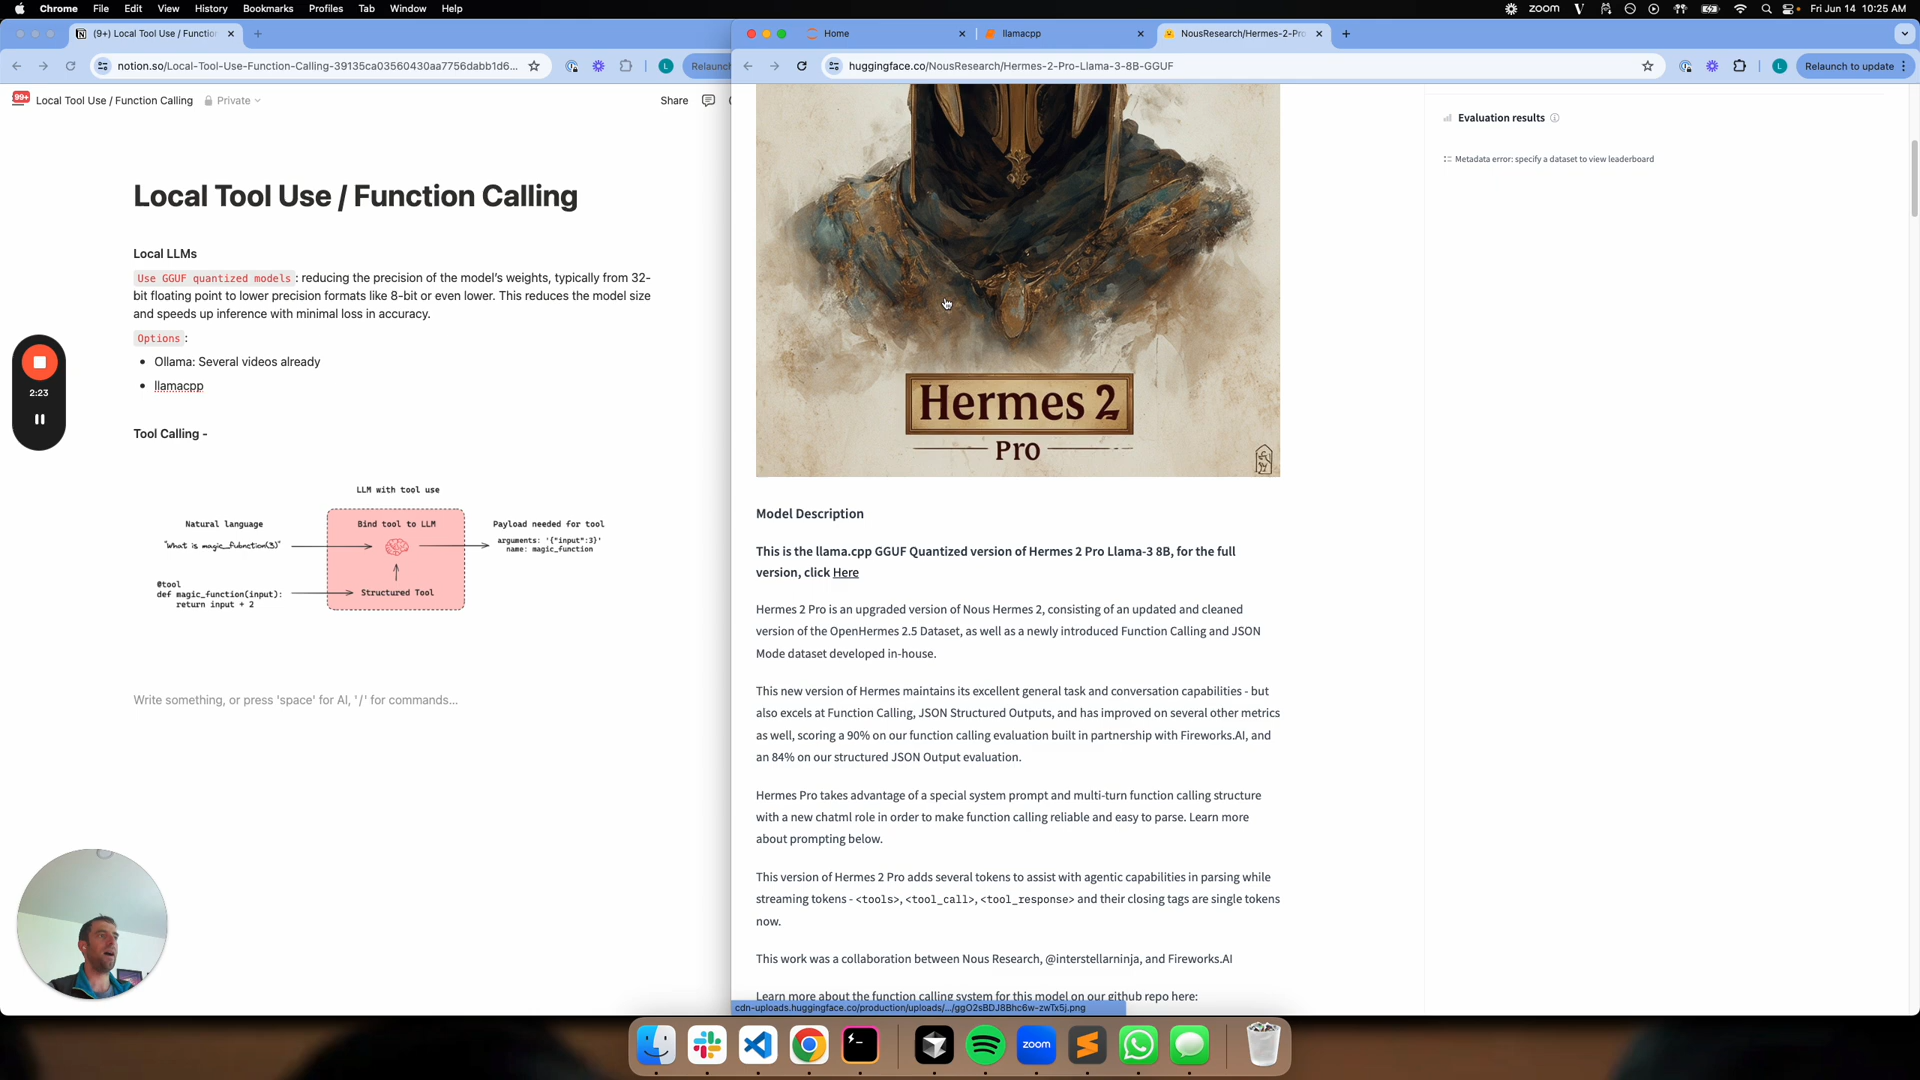 Chrome File Edit View History Bookmarks Profiles Tab Window Help
zoom Fri Jun 14 10:25 AM
(9+) Local Tool Use / Function
Home
llamacpp
NousResearch/Hermes-2-Pro
notion.so/Local-Tool-Use-Function-Calling-39135ca03560430aa7756dabb1d6...
L
Relaunch
huggingface.co/NousResearch/Hermes-2-Pro-Llama-3-8B-GGUF
L
Relaunch to update
99+
Local Tool Use / Function Calling
Private
Share
Local Tool Use / Function Calling
Local LLMs
Use GGUF quantized models : reducing the precision of the model's weights, typically from 32-
bit floating point to lower precision formats like 8-bit or even lower. This reduces the model size
and speeds up inference with minimal loss in accuracy.
Options :
• Ollama: Several videos already
• llamacpp
2:23
Tool Calling -
LLM with tool use
Natural language
Bind tool to LLM
Payload needed for tool
"What is magic_fubnction(3)"
arguments: '{"input":3}'
name: magic_function
@tool
def magic_function(input):
return input + 2
Structured Tool
Write something, or press 'space' for AI, '/' for commands...
Evaluation results
Metadata error: specify a dataset to view leaderboard
Hermes 2
Pro
Model Description
This is the llama.cpp GGUF Quantized version of Hermes 2 Pro Llama-3 8B, for the full
version, click Here
Hermes 2 Pro is an upgraded version of Nous Hermes 2, consisting of an updated and cleaned
version of the OpenHermes 2.5 Dataset, as well as a newly introduced Function Calling and JSON
Mode dataset developed in-house.
This new version of Hermes maintains its excellent general task and conversation capabilities - but
also excels at Function Calling, JSON Structured Outputs, and has improved on several other metrics
as well, scoring a 90% on our function calling evaluation built in partnership with Fireworks.AI, and
an 84% on our structured JSON Output evaluation.
Hermes Pro takes advantage of a special system prompt and multi-turn function calling structure
with a new chatml role in order to make function calling reliable and easy to parse. Learn more
about prompting below.
This version of Hermes 2 Pro adds several tokens to assist with agentic capabilities in parsing while
streaming tokens - <tools>, <tool_call>, <tool_response> and their closing tags are single tokens
now.
This work was a collaboration between Nous Research, @interstellarninja, and Fireworks.AI
Learn more about the function calling system for this model on our github repo here:
cdn-uploads.huggingface.co/production/uploads/.../ggO2sBDJ8Bhc6w-zwTx5j.png
zoom